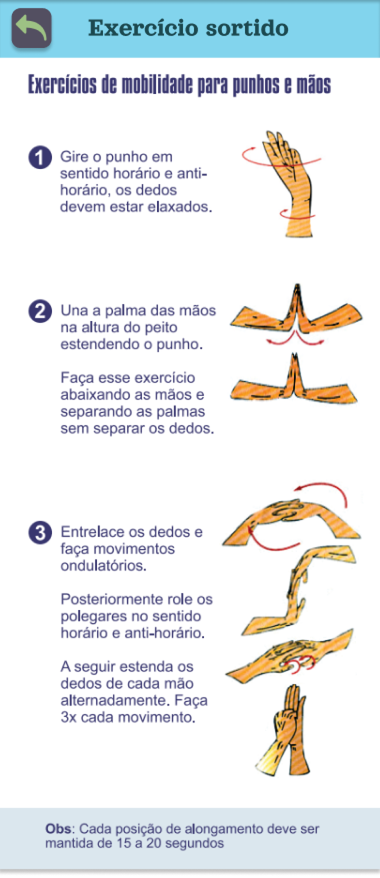 Exercício sortido
Exercícios de mobilidade para punhos e mãos
1 Gire o punho em
sentido horário e anti-
horário, os dedos
devem estar elaxados.
2 Una a palma das mãos
na altura do peito
estendendo o punho.
Faça esse exercício
abaixando as mãos e
separando as palmas
sem separar os dedos.
3 Entrelace os dedos e
faça movimentos
ondulatórios.
Posteriormente role os
polegares no sentido
horário e anti-horário.
A seguir estenda os
dedos de cada mão
alternadamente. Faça
3x cada movimento.
Obs: Cada posição de alongamento deve ser
mantida de 15 a 20 segundos